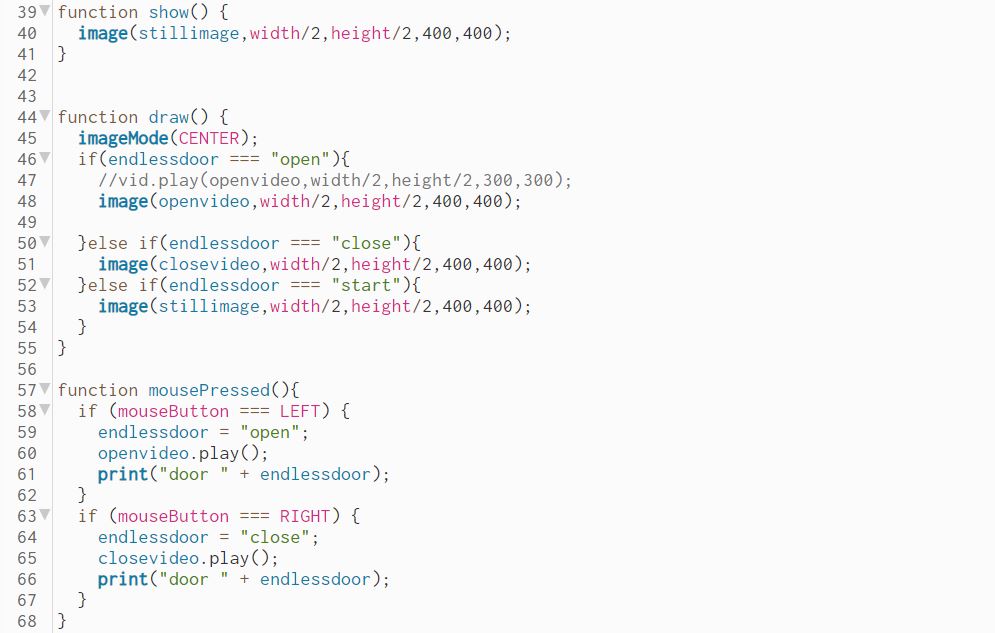 39 function show() {
40   image(stillimage,width/2,height/2,400,400);
41 }
42
43
44 function draw() {
45   imageMode(CENTER);
46   if(endlessdoor === "open"){
47     //vid.play(openvideo,width/2,height/2,300,300);
48     image(openvideo,width/2,height/2,400,400);
49
50   }else if(endlessdoor === "close"){
51     image(closevideo,width/2,height/2,400,400);
52   }else if(endlessdoor === "start"){
53     image(stillimage,width/2,height/2,400,400);
54   }
55 }
56
57 function mousePressed(){
58   if (mouseButton === LEFT) {
59     endlessdoor = "open";
60     openvideo.play();
61     print("door " + endlessdoor);
62   }
63   if (mouseButton === RIGHT) {
64     endlessdoor = "close";
65     closevideo.play();
66     print("door " + endlessdoor);
67   }
68 }